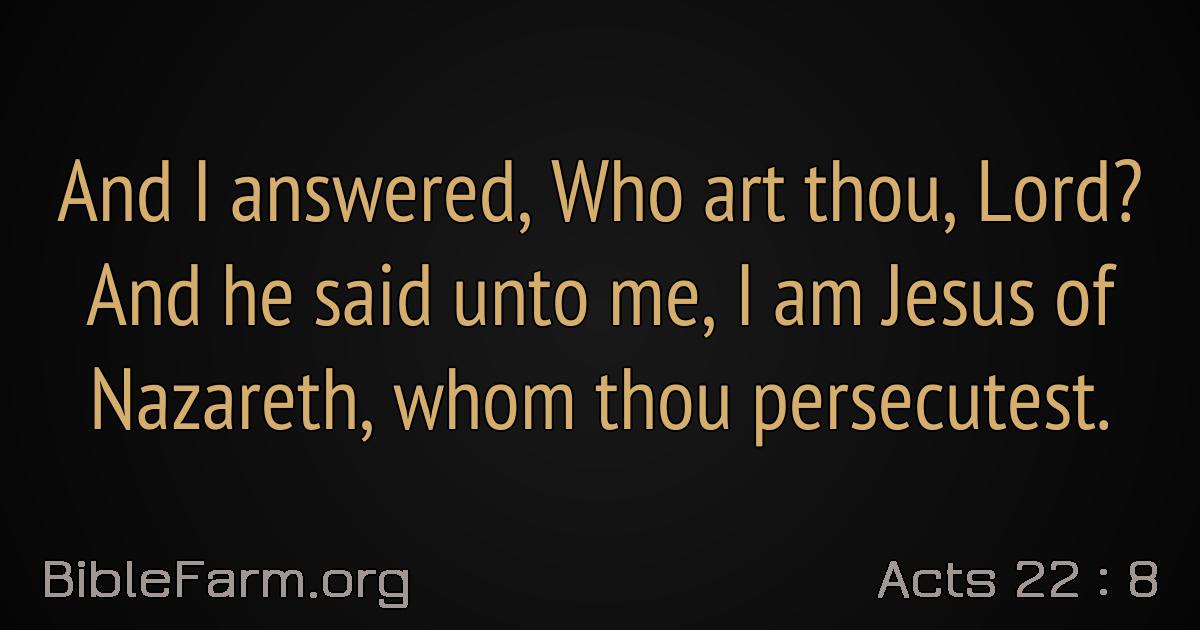 And I answered, Who art thou, Lord?
And he said unto me, I am Jesus of
Nazareth, whom thou persecutest.
BibleFarm.org
Acts 22 : 8